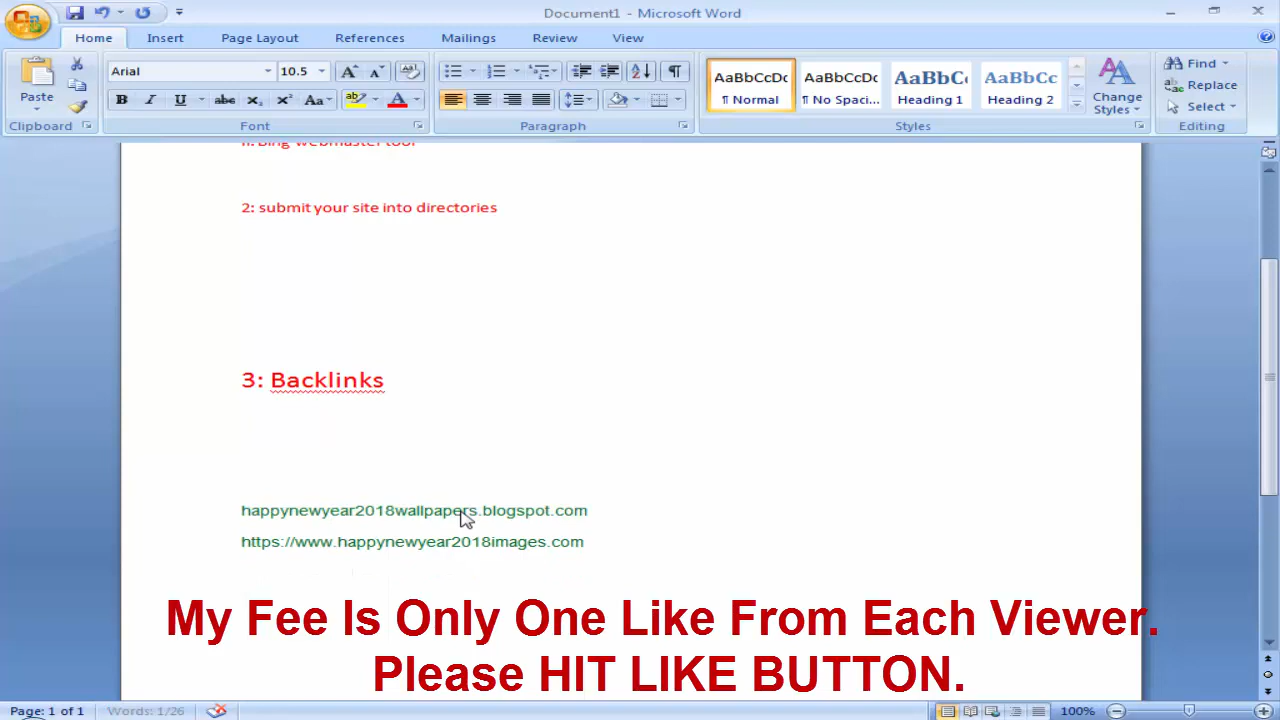 Document1 - Microsoft Word
Home Insert Page Layout References Mailings Review View
Arial 10.5
AaBbCcDc AaBbCcDc AaBbC AaBbCc
Paste
¶ Normal ¶ No Spaci... Heading 1 Heading 2
Change Styles
Find
Replace
Select
Clipboard Font Paragraph Styles Editing
2: submit your site into directories
3: Backlinks
happynewyear2018wallpapers.blogspot.com
https://www.happynewyear2018images.com
My Fee Is Only One Like From Each Viewer.
Please HIT LIKE BUTTON.
Page: 1 of 1 Words: 1/26 100%